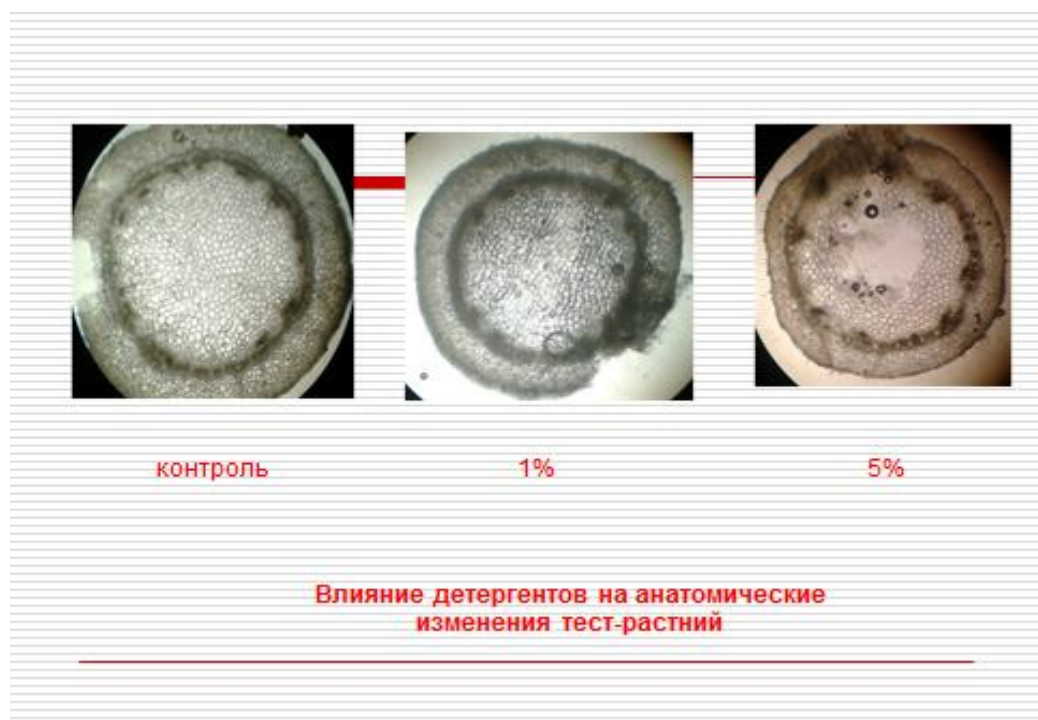 контроль 1% 5%
Влияние детергентов на анатомические
изменения тест-растний